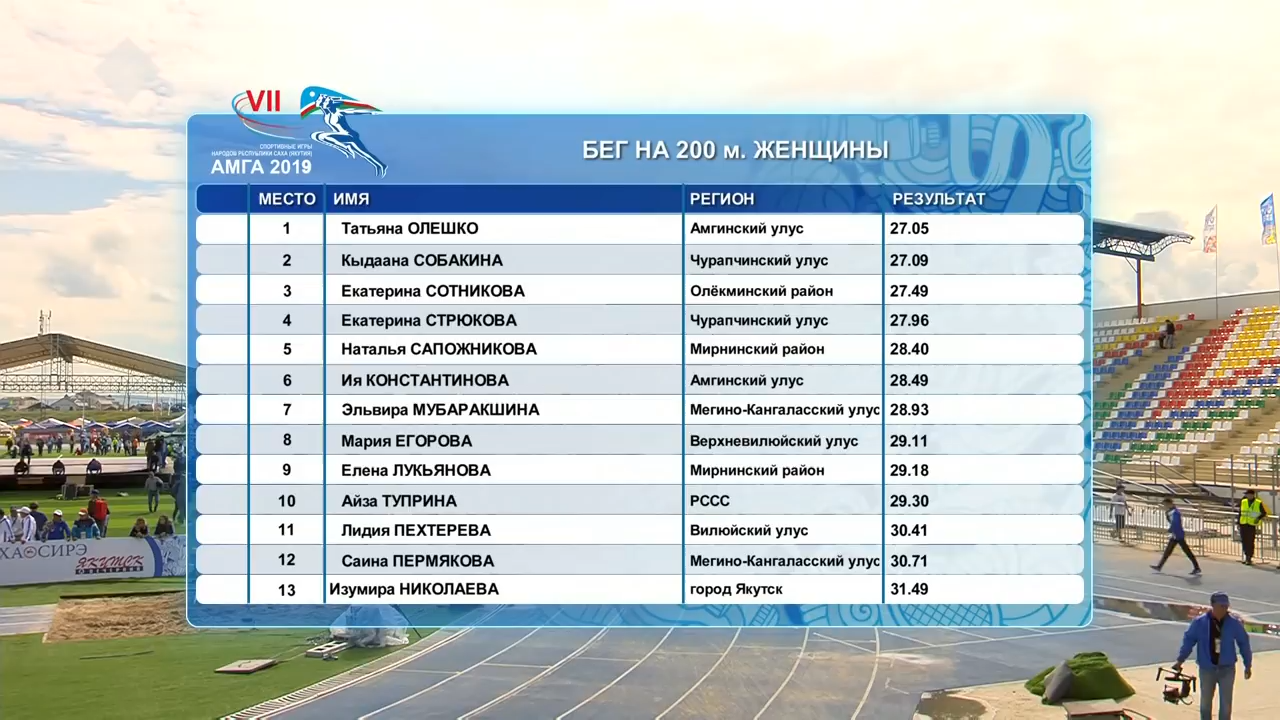 VII
СПОРТИВНЫЕ ИГРЫ
НАРОДОВ РЕСПУБЛИКИ САХА (ЯКУТИЯ)
АМГА 2019
БЕГ НА 200 м. ЖЕНЩИНЫ
МЕСТО ИМЯ РЕГИОН РЕЗУЛЬТАТ
1 Татьяна ОЛЕШКО Амгинский улус 27.05
2 Кыдаана СОБАКИНА Чурапчинский улус 27.09
3 Екатерина СОТНИКОВА Олёкминский район 27.49
4 Екатерина СТРЮКОВА Чурапчинский улус 27.96
5 Наталья САПОЖНИКОВА Мирнинский район 28.40
6 Ия КОНСТАНТИНОВА Амгинский улус 28.49
7 Эльвира МУБАРАКШИНА Мегино-Кангаласский улус 28.93
8 Мария ЕГОРОВА Верхневилюйский улус 29.11
9 Елена ЛУКЬЯНОВА Мирнинский район 29.18
10 Айза ТУПРИНА РССС 29.30
11 Лидия ПЕХТЕРЕВА Вилюйский улус 30.41
12 Саина ПЕРМЯКОВА Мегино-Кангаласский улус 30.71
13 Изумира НИКОЛАЕВА город Якутск 31.49
ЯКУТСК
ВЕЧЕРНИЙ